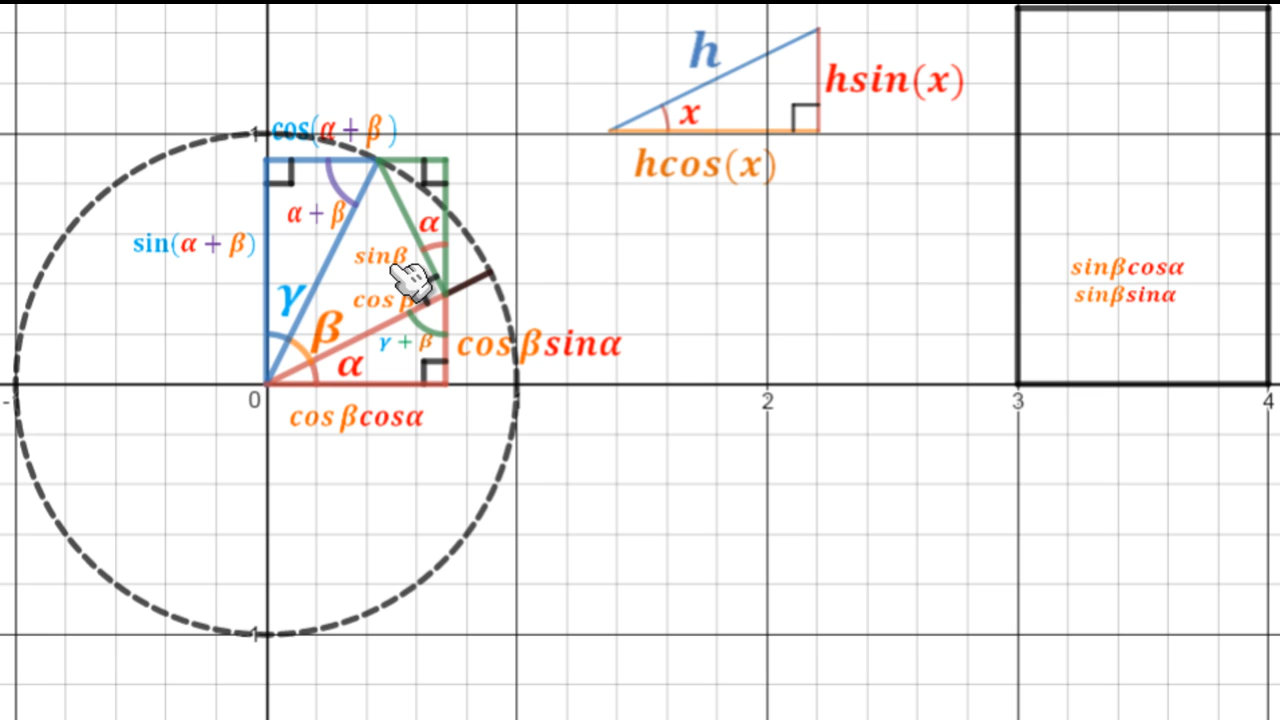 h
hsin(x)
x
hcos(x)
1
cos(α + β)
α + β
α
sin(α + β)
sinβ
γ
cos β
β
γ + β
cos βsinα
α
sinβcosα
sinβsinα
-1
0
1
2
3
4
cos βcosα
-1